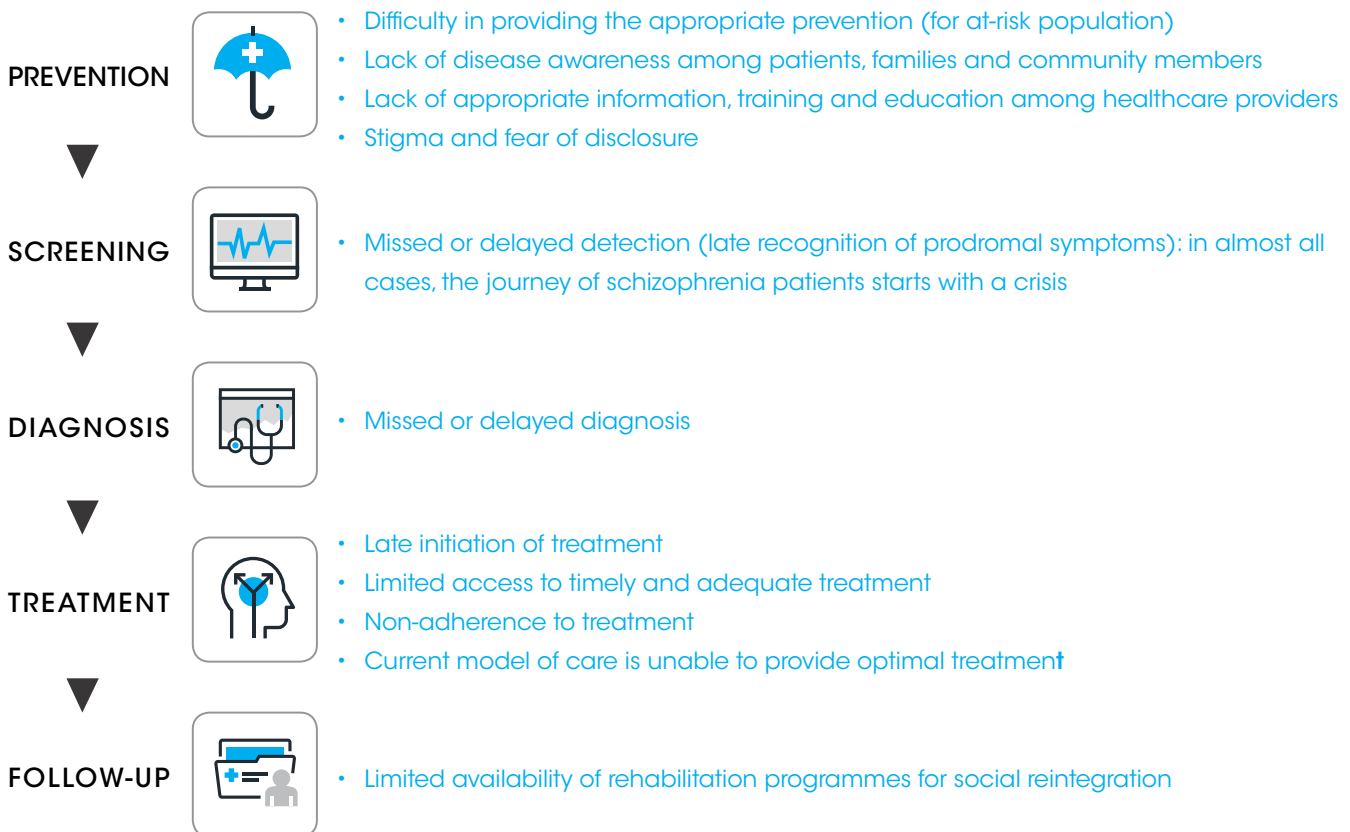 PREVENTION
• Difficulty in providing the appropriate prevention (for at-risk population)
• Lack of disease awareness among patients, families and community members
• Lack of appropriate information, training and education among healthcare providers
• Stigma and fear of disclosure
SCREENING
• Missed or delayed detection (late recognition of prodromal symptoms): in almost all
cases, the journey of schizophrenia patients starts with a crisis
DIAGNOSIS
• Missed or delayed diagnosis
TREATMENT
• Late initiation of treatment
• Limited access to timely and adequate treatment
• Non-adherence to treatment
• Current model of care is unable to provide optimal treatment
FOLLOW-UP
• Limited availability of rehabilitation programmes for social reintegration